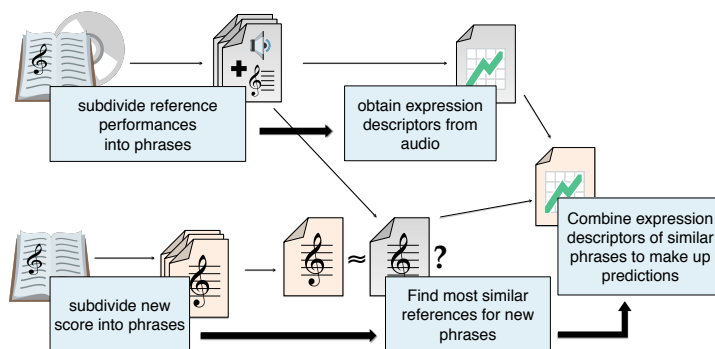 subdivide reference
performances
into phrases
obtain expression
descriptors from
audio
≈
?
Combine expression
descriptors of similar
phrases to make up
predictions
subdivide new
score into phrases
Find most similar
references for new
phrases